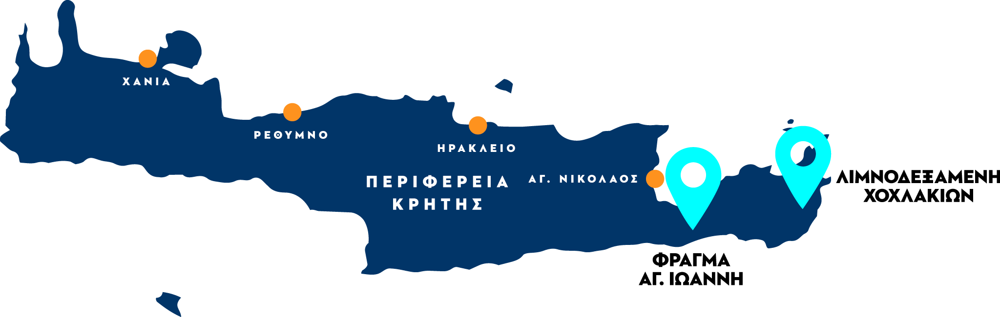 ΧΑΝΙΑ
ΡΕΘΥΜΝΟ
ΗΡΑΚΛΕΙΟ
ΠΕΡΙΦΕΡΕΙΑ
ΚΡΗΤΗΣ
ΑΓ. ΝΙΚΟΛΑΟΣ
ΛΙΜΝΟΔΕΞΑΜΕΝΗ
ΧΟΧΛΑΚΙΩΝ
ΦΡΑΓΜΑ
ΑΓ. ΙΩΑΝΝΗ